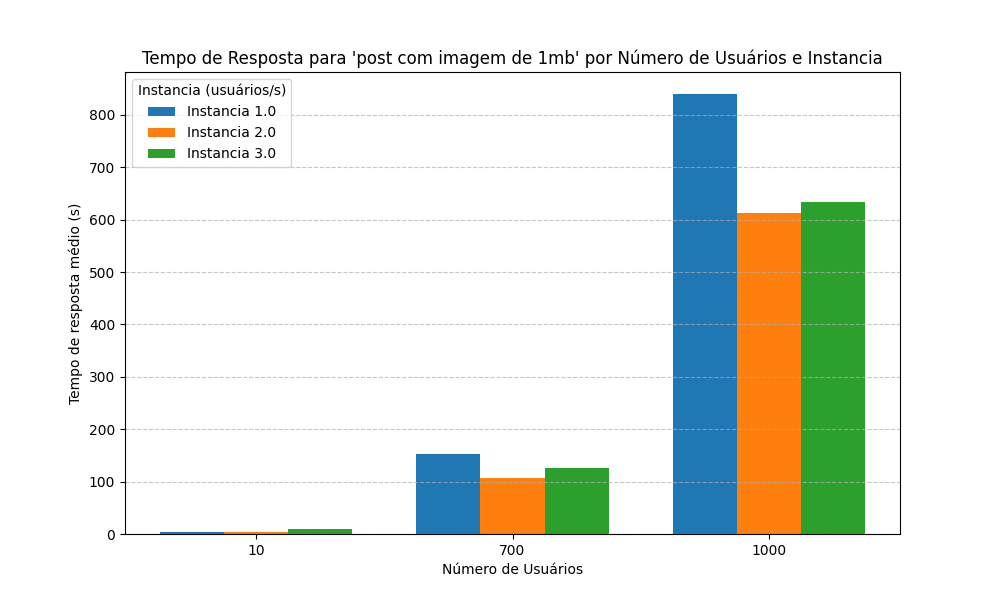 Tempo de Resposta para 'post com imagem de 1mb' por Número de Usuários e Instancia
Instancia (usuários/s)
Instancia 1.0
Instancia 2.0
Instancia 3.0
Tempo de resposta médio (s)
800
700
600
500
400
300
200
100
0
10
700
1000
Número de Usuários